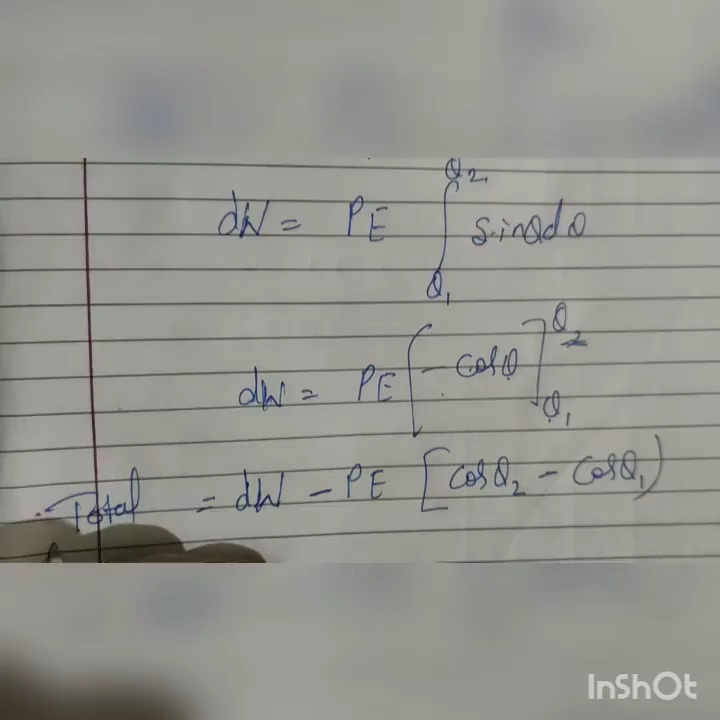 dW = PE ∫ θ₁ θ₂ sinθdθ
dW = PE [-cosθ] θ₂ θ₁
Total = dW - PE [cosθ₂ - cosθ₁)
InShOt